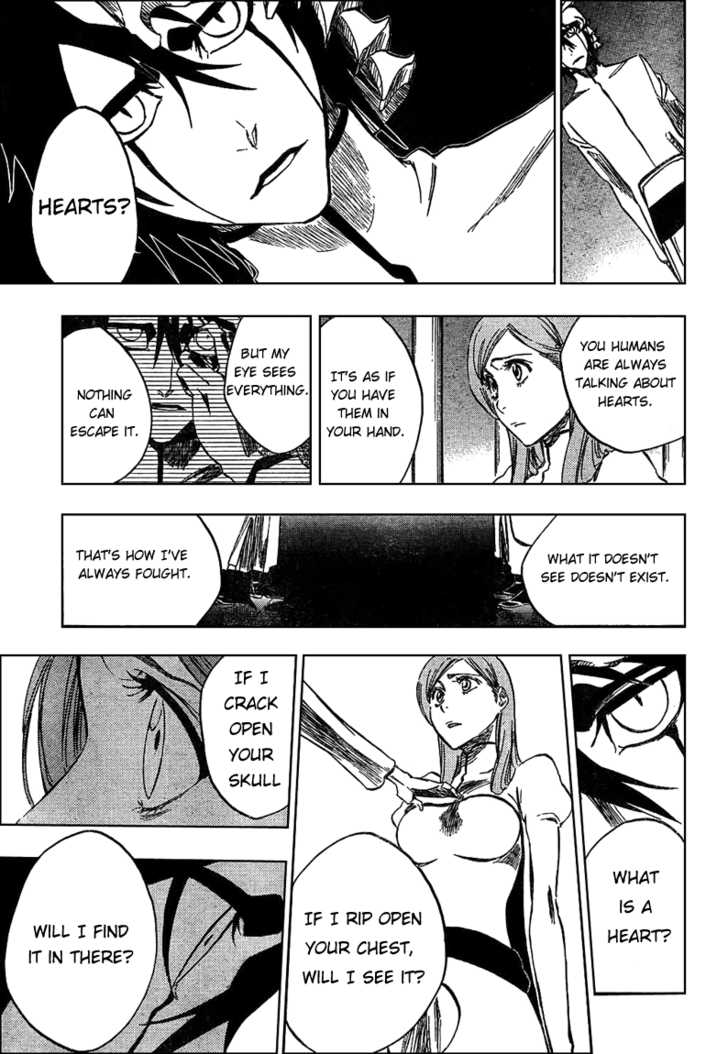 HEARTS?
YOU HUMANS
ARE ALWAYS
TALKING ABOUT
HEARTS.
IT'S AS IF
YOU HAVE
THEM IN
YOUR HAND.
BUT MY
EYE SEES
EVERYTHING.
NOTHING
CAN
ESCAPE IT.
WHAT IT DOESN'T
SEE DOESN'T EXIST.
THAT'S HOW I'VE
ALWAYS FOUGHT.
WHAT
IS A
HEART?
IF I RIP OPEN
YOUR CHEST,
WILL I SEE IT?
IF I
CRACK
OPEN
YOUR
SKULL
WILL I FIND
IT IN THERE?